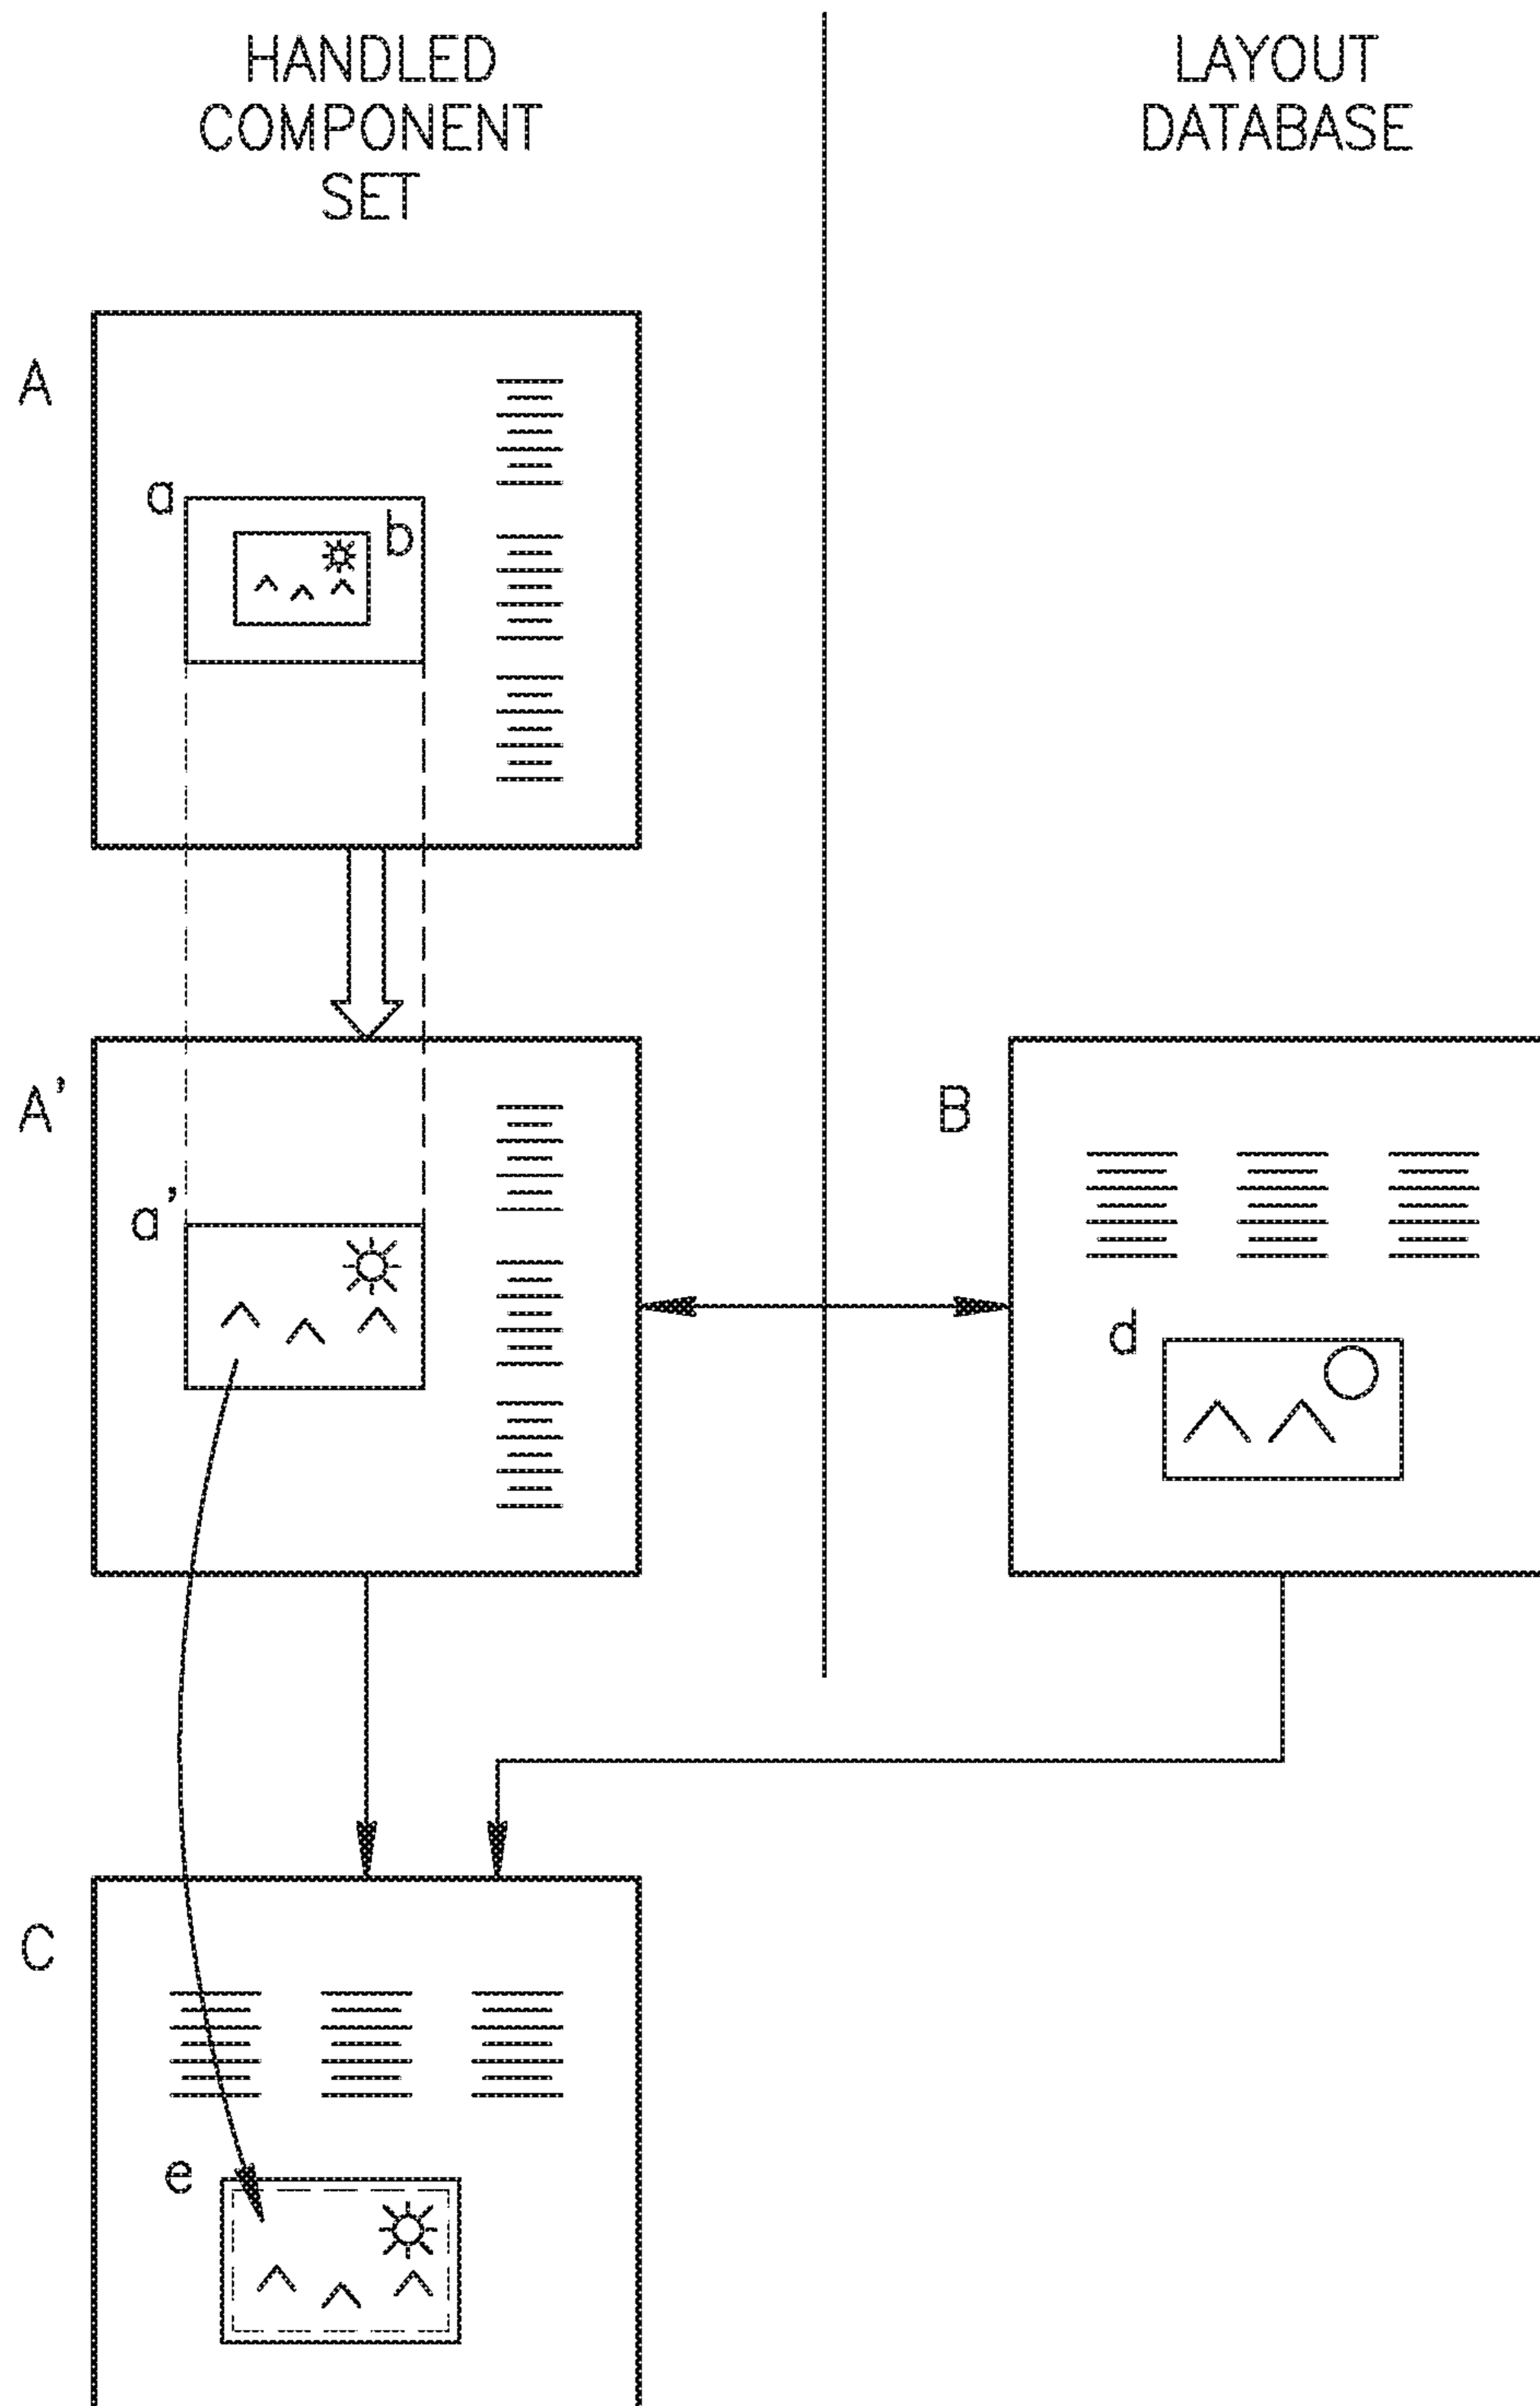 HANDLED
COMPONENT
SET
LAYOUT
DATABASE
A
a
b
A'
a'
B
d
C
e